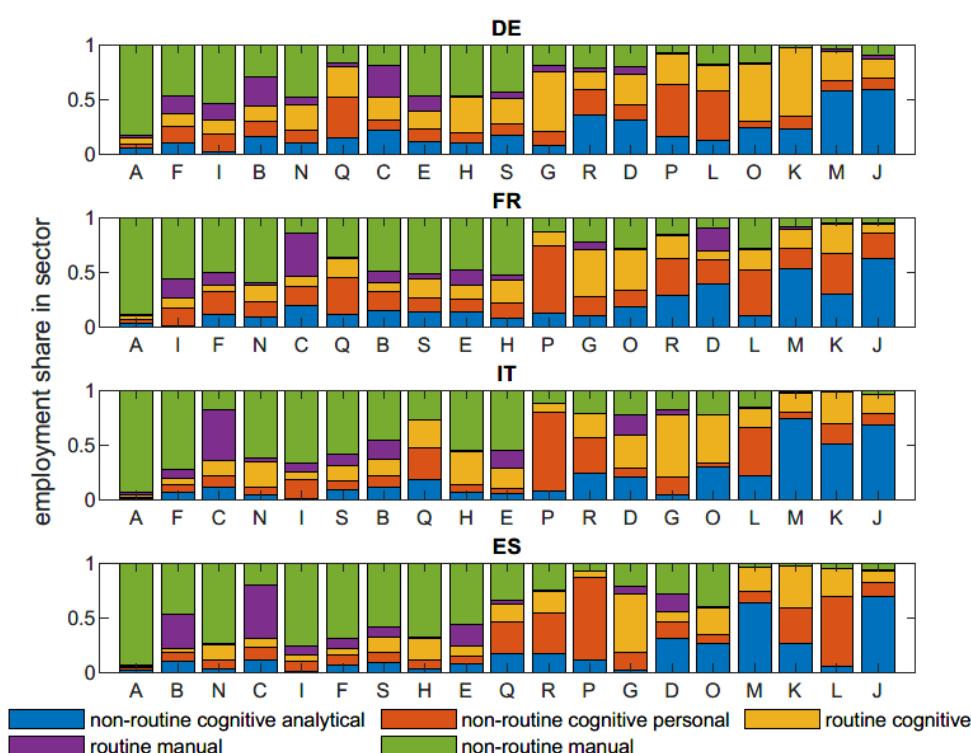 DE
1
0.5
0
A F I B N Q C E H S G R D P L O K M J
FR
1
0.5
0
A I F N C Q B S E H P G O R D L M K J
IT
1
0.5
0
A F C N I S B Q H E P R D G O L M K J
ES
1
0.5
0
A B N C I F S H E Q R P G D O M K L J
employment share in sector
non-routine cognitive analytical non-routine cognitive personal routine cognitive
routine manual non-routine manual